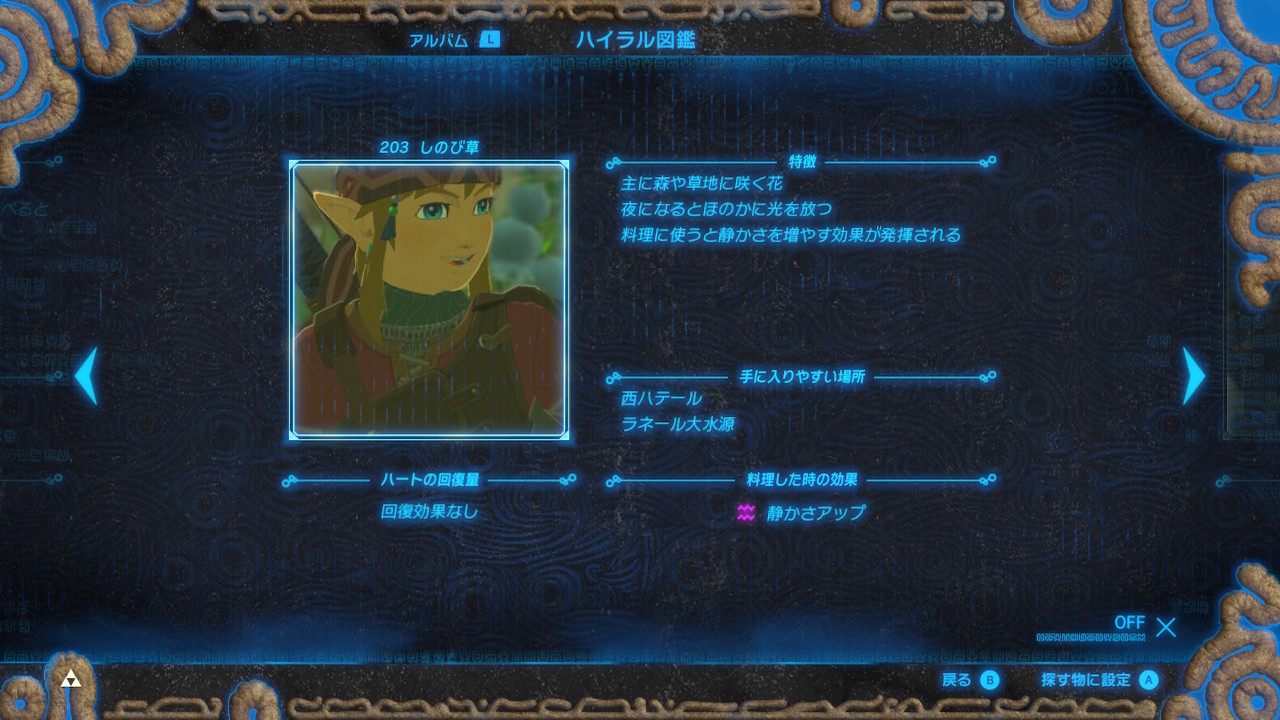 アルバム L
ハイラル図鑑
203 しのび草
特徴
主に森や草地に咲く花
夜になるとほのかに光を放つ
料理に使うと静かさを増やす効果が発揮される
手に入りやすい場所
西ハテール
ラネール大水源
ハートの回復量
回復効果なし
料理した時の効果
静かさアップ
OFF
戻る B
探す物に設定 A